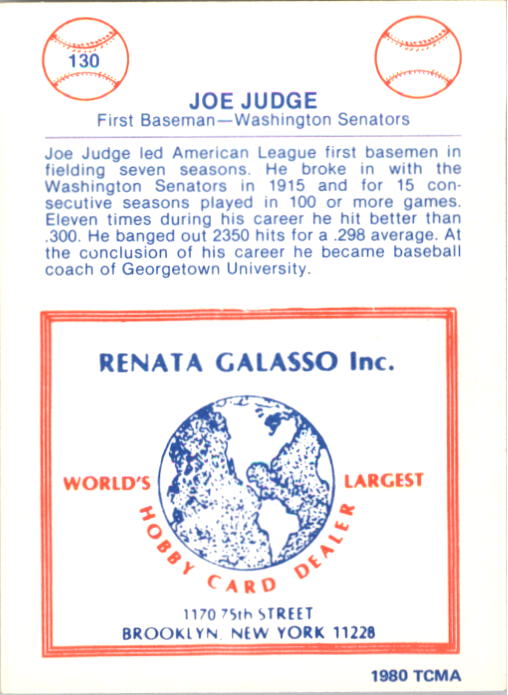 130
JOE JUDGE
First Baseman—Washington Senators
Joe Judge led American League first basemen in
fielding seven seasons. He broke in with the
Washington Senators in 1915 and for 15 con-
secutive seasons played in 100 or more games.
Eleven times during his career he hit better than
.300. He banged out 2350 hits for a .298 average. At
the conclusion of his career he became baseball
coach of Georgetown University.
RENATA GALASSO Inc.
WORLD'S LARGEST
HOBBY CARD DEALER
1170 75th STREET
BROOKLYN, NEW YORK 11228
1980 TCMA